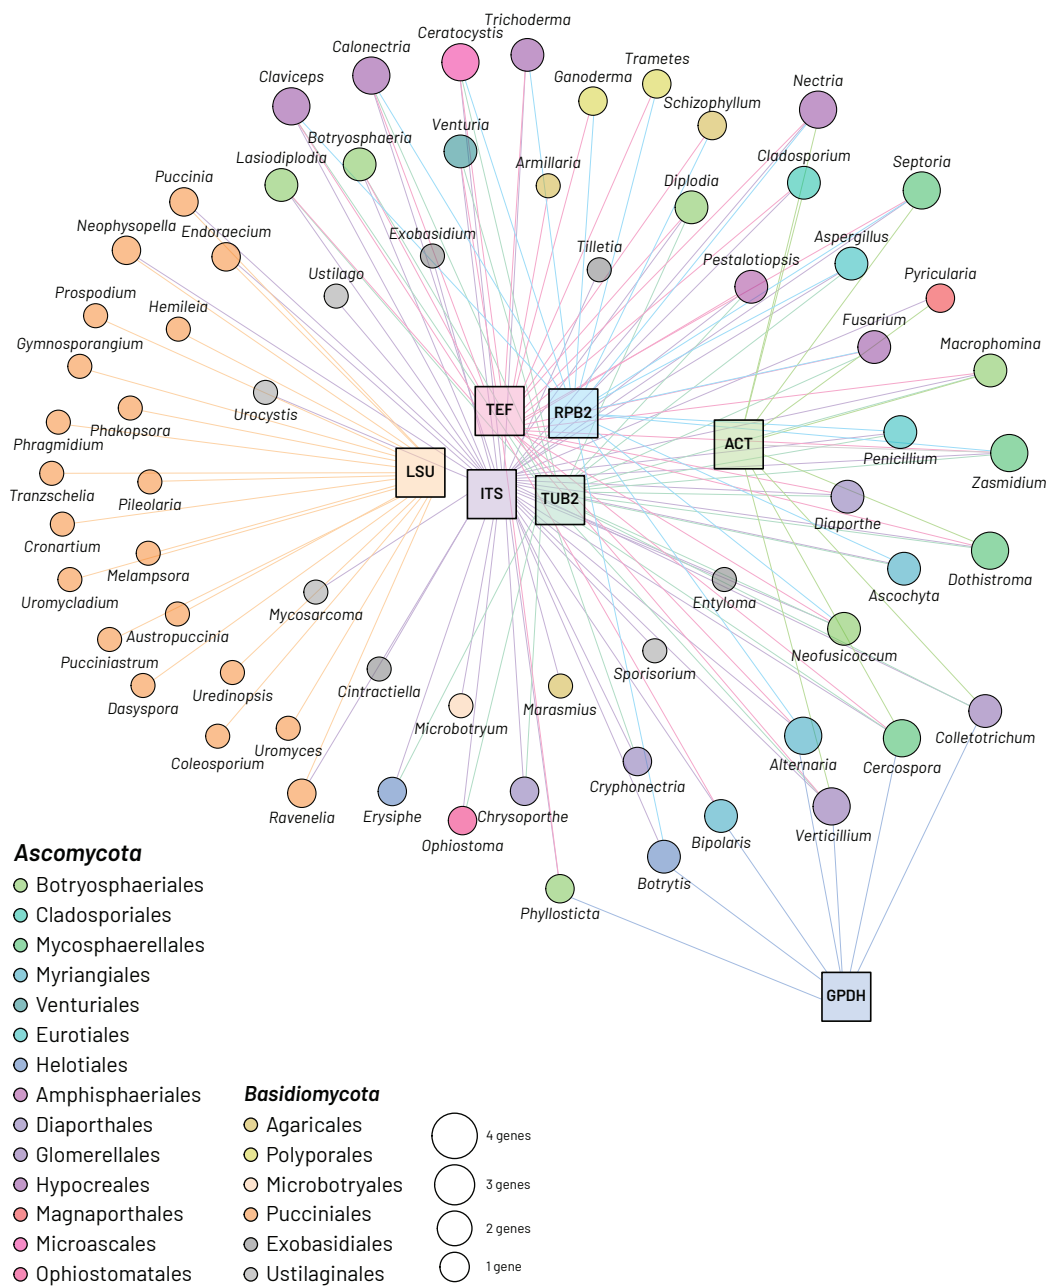 Trichoderma
Ceratocystis
Calonectria
Trametes
Ganoderma
Claviceps
Nectria
Schizophyllum
Venturia
Botryosphaeria
Lasiodiplodia
Cladosporium
Armillaria
Septoria
Puccinia
Diplodia
Neophysopella
Endoraecium
Exobasidium
Aspergillus
Tilletia
Pestalotiopsis
Ustilago
Pyricularia
Prospodium
Hemileia
Fusarium
Gymnosporangium
Macrophomina
TEF
RPB2
Urocystis
Phakopsora
Phragmidium
ACT
Penicillium
LSU
Zasmidium
Tranzschelia
ITS
TUB2
Pileolaria
Diaporthe
Cronartium
Melampsora
Dothistroma
Ascochyta
Uromycladium
Entyloma
Mycosarcoma
Austropuccinia
Neofusicoccum
Pucciniastrum
Sporisorium
Cintractiella
Uredinopsis
Dasyspora
Marasmius
Microbotryum
Colletotrichum
Uromyces
Coleosporium
Alternaria
Cercospora
Cryphonectria
Ravenelia
Erysiphe
Chrysoporthe
Verticillium
Ophiostoma
Bipolaris
Botrytis
Phyllosticta
GPDH
Ascomycota
Botryosphaeriales
Cladosporiales
Mycosphaerellales
Myriangiales
Venturiales
Eurotiales
Helotiales
Amphisphaeriales
Diaporthales
Glomerellales
Hypocreales
Magnaporthales
Microascales
Ophiostomatales
Basidiomycota
Agaricales
Polyporales
Microbotryales
Pucciniales
Exobasidiales
Ustilaginales
4 genes
3 genes
2 genes
1 gene